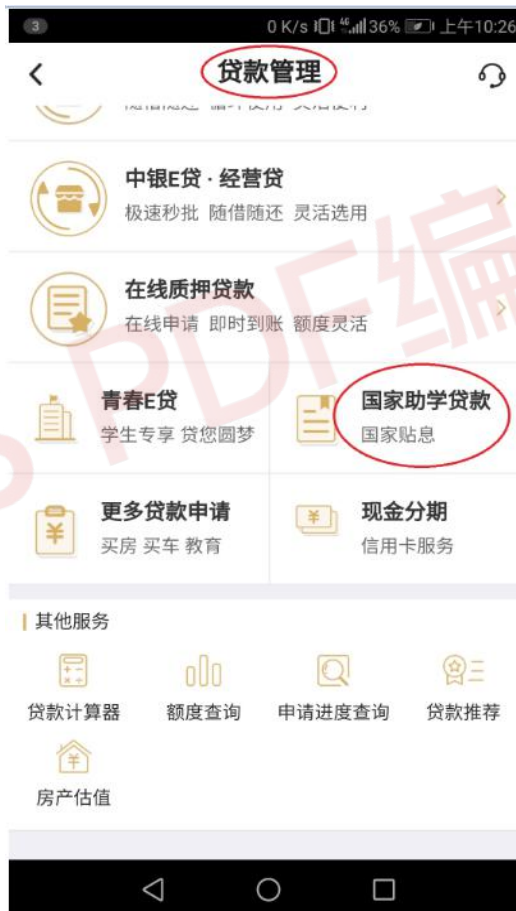 3 0 K/s 46 36% 上午10:26
贷款管理
中银E贷 · 经营贷
极速秒批 随借随还 灵活选用
在线质押贷款
在线申请 即时到账 额度灵活
青春E贷
学生专享 贷您圆梦
国家助学贷款
国家贴息
更多贷款申请
买房 买车 教育
现金分期
信用卡服务
其他服务
贷款计算器 额度查询 申请进度查询 贷款推荐
房产估值
PDF编